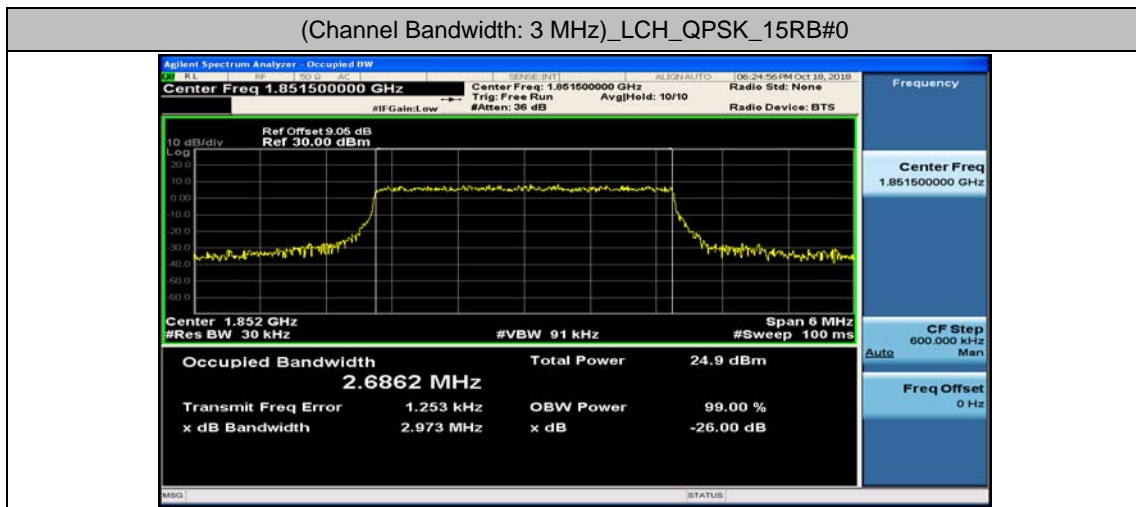 (Channel Bandwidth: 3 MHz)_LCH_QPSK_15RB#0
Agilent Spectrum Analyzer - Occupied BW
RL RF 50 Ω AC SENSE:INT ALIGN AUTO 06:24:56 PM Oct 18, 2018
Center Freq 1.851500000 GHz
Center Freq: 1.851500000 GHz
Radio Std: None
Trig: Free Run Avg|Hold: 10/10
#IFGain:Low #Atten: 36 dB Radio Device: BTS
Ref Offset 9.05 dB
10 dB/div Ref 30.00 dBm
Log
20.0
10.0
0.00
-10.0
-20.0
-30.0
-40.0
-50.0
-60.0
Center 1.852 GHz Span 6 MHz
#Res BW 30 kHz #VBW 91 kHz #Sweep 100 ms
Occupied Bandwidth Total Power 24.9 dBm
2.6862 MHz
Transmit Freq Error 1.253 kHz OBW Power 99.00 %
x dB Bandwidth 2.973 MHz x dB -26.00 dB
Frequency
Center Freq
1.851500000 GHz
CF Step
600.000 kHz
Auto Man
Freq Offset
0 Hz
MSG STATUS